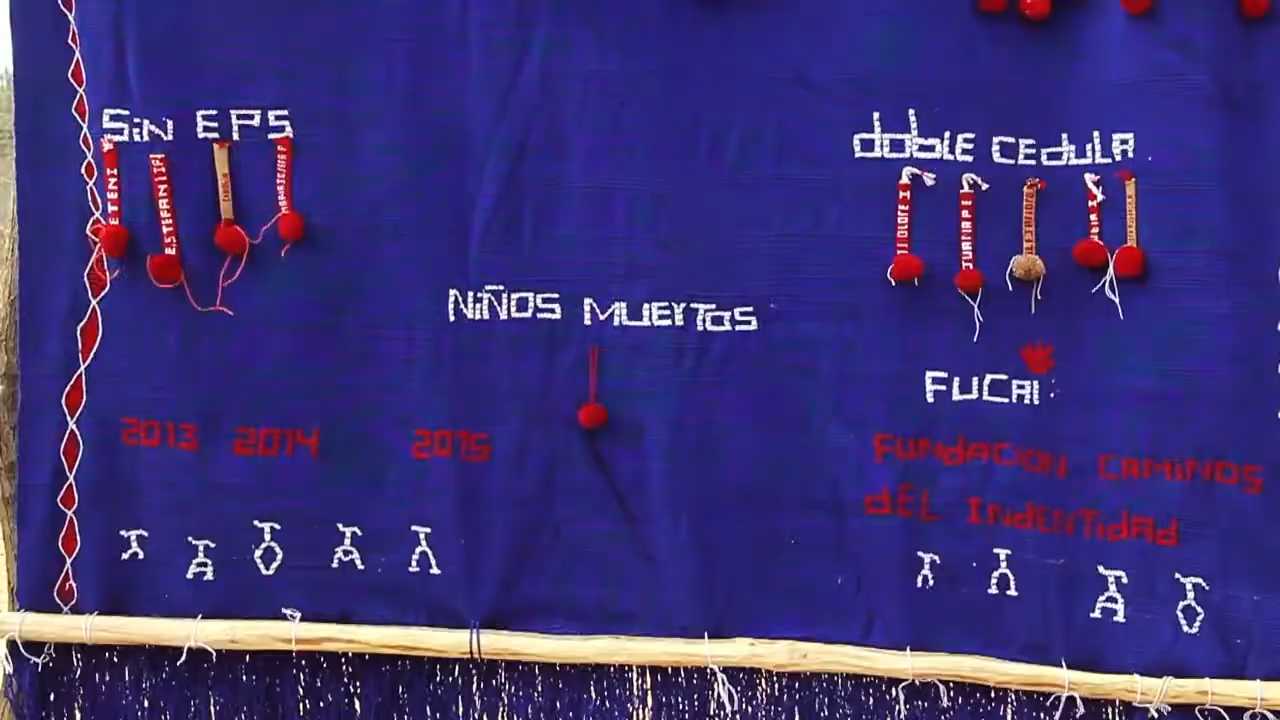 SIN EPS
doblE CEdULA
NIÑOS MUERTOS
FUCAI
2013 2014 2015
FUNDACION CAMINOS
dEL INDENTIDAD